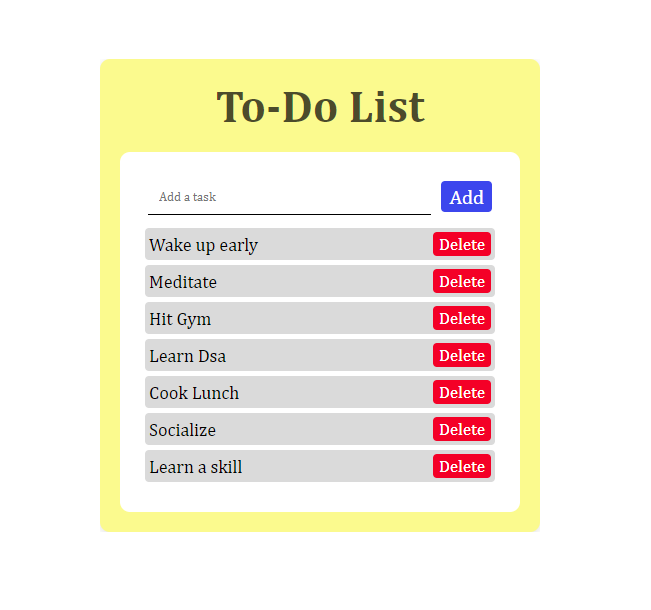 To-Do List
Add a task Add
Wake up early Delete
Meditate Delete
Hit Gym Delete
Learn Dsa Delete
Cook Lunch Delete
Socialize Delete
Learn a skill Delete